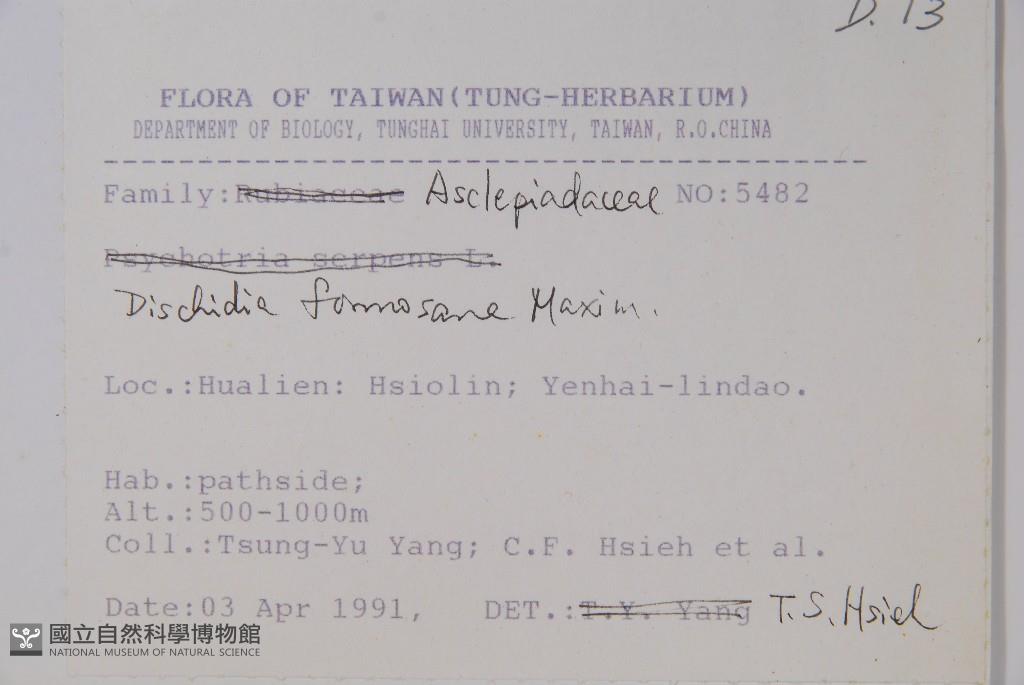 D. 13
FLORA OF TAIWAN(TUNG-HERBARIUM)
DEPARTMENT OF BIOLOGY, TUNGHAI UNIVERSITY, TAIWAN, R.O.CHINA
Family:Rubiaceae Asclepiadaceae NO:5482
Psychotria serpens L.
Dischidia formosana Maxim.
Loc.:Hualien: Hsiolin; Yenhai-lindao.
Hab.:pathside;
Alt.:500-1000m
Coll.:Tsung-Yu Yang; C.F. Hsieh et al.
Date:03 Apr 1991, DET.:T.Y. Yang T.S. Hsieh
國立自然科學博物館
NATIONAL MUSEUM OF NATURAL SCIENCE